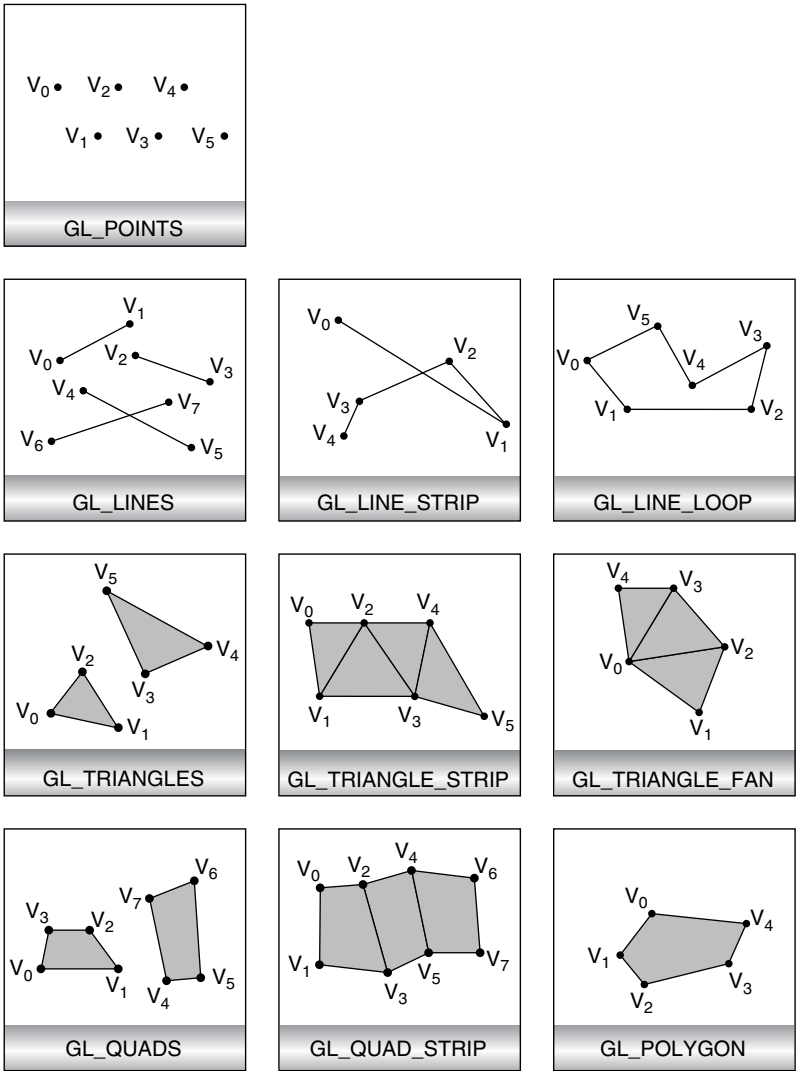 V₀ V₂ V₄
V₁ V₃ V₅
GL_POINTS
V₁
V₀ V₂
V₃
V₄
V₇
V₆
V₅
GL_LINES
V₀
V₂
V₃
V₄
V₁
GL_LINE_STRIP
V₅
V₃
V₀ V₄
V₁ V₂
GL_LINE_LOOP
V₅
V₄
V₂
V₃
V₀
V₁
GL_TRIANGLES
V₀ V₂ V₄
V₁ V₃ V₅
GL_TRIANGLE_STRIP
V₄ V₃
V₂
V₀
V₁
GL_TRIANGLE_FAN
V₆
V₇
V₃ V₂
V₀ V₁ V₄ V₅
GL_QUADS
V₀ V₂ V₄ V₆
V₁ V₃ V₅ V₇
GL_QUAD_STRIP
V₀
V₄
V₁
V₃
V₂
GL_POLYGON